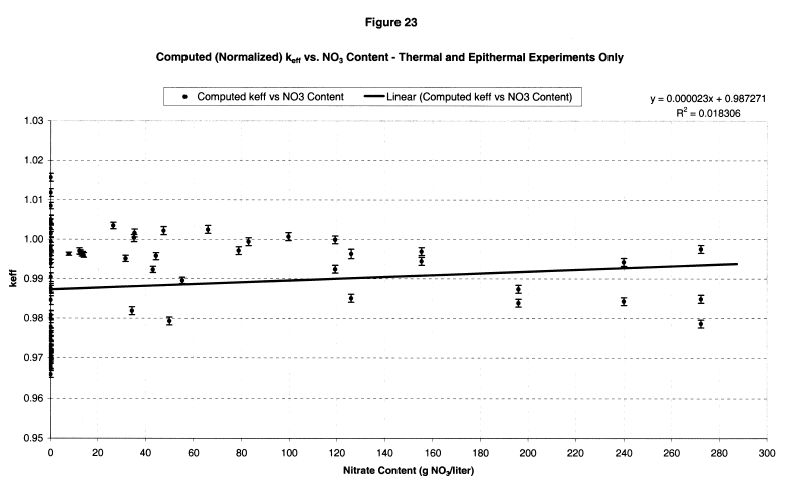 Figure 23
Computed (Normalized) keff vs. NO3 Content - Thermal and Epithermal Experiments Only
Computed keff vs NO3 Content
Linear (Computed keff vs NO3 Content)
y = 0.000023x + 0.987271
R2 = 0.018306
1.03
1.02
1.01
1.00
0.99
0.98
0.97
0.96
0.95
keff
0 20 40 60 80 100 120 140 160 180 200 220 240 260 280 300
Nitrate Content (g NO3/liter)